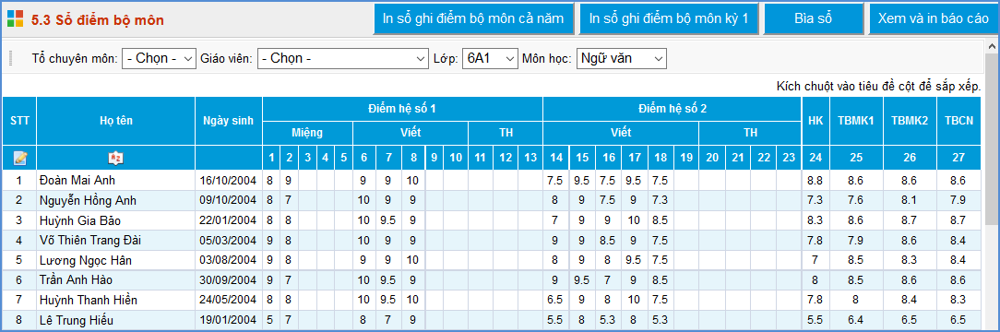 5.3 Sổ điểm bộ môn In sổ ghi điểm bộ môn cả năm In sổ ghi điểm bộ môn kỳ 1 Bìa sổ Xem và in báo cáo
Tổ chuyên môn: - Chọn - Giáo viên: - Chọn - Lớp: 6A1 Môn học: Ngữ văn
Kích chuột vào tiêu đề cột để sắp xếp.
STT Họ tên Ngày sinh Điểm hệ số 1 Điểm hệ số 2 HK TBMK1 TBMK2 TBCN
Miệng Viết TH Viết TH
1 2 3 4 5 6 7 8 9 10 11 12 13 14 15 16 17 18 19 20 21 22 23 24 25 26 27
1 Đoàn Mai Anh 16/10/2004 8 9 9 9 10 7.5 9.5 7.5 9.5 7.5 8.8 8.6 8.6 8.6
2 Nguyễn Hồng Anh 09/10/2004 8 7 10 9 9 8 9 7.5 9 7.3 7.3 7.6 8.1 7.9
3 Huỳnh Gia Bảo 22/01/2004 8 8 10 9.5 9 7 9 9 10 8.5 8.3 8.6 8.7 8.7
4 Võ Thiên Trang Đài 05/03/2004 9 8 10 9 9 9 9 8.5 9 7.5 7.8 7.9 8.6 8.4
5 Lương Ngọc Hân 03/08/2004 9 8 9 9 10 8 9 8 9.5 7.5 7 8.5 8.3 8.4
6 Trần Anh Hào 30/09/2004 9 7 10 9.5 9 9 9.5 7 9 8.5 8 8.5 8.6 8.6
7 Huỳnh Thanh Hiền 24/05/2004 8 8 10 9.5 10 6.5 9 8 10 7.5 7.8 8 8.4 8.3
8 Lê Trung Hiếu 19/01/2004 5 7 8 7 9 5.5 8 5.3 8 5.3 5.5 6.4 6.5 6.5